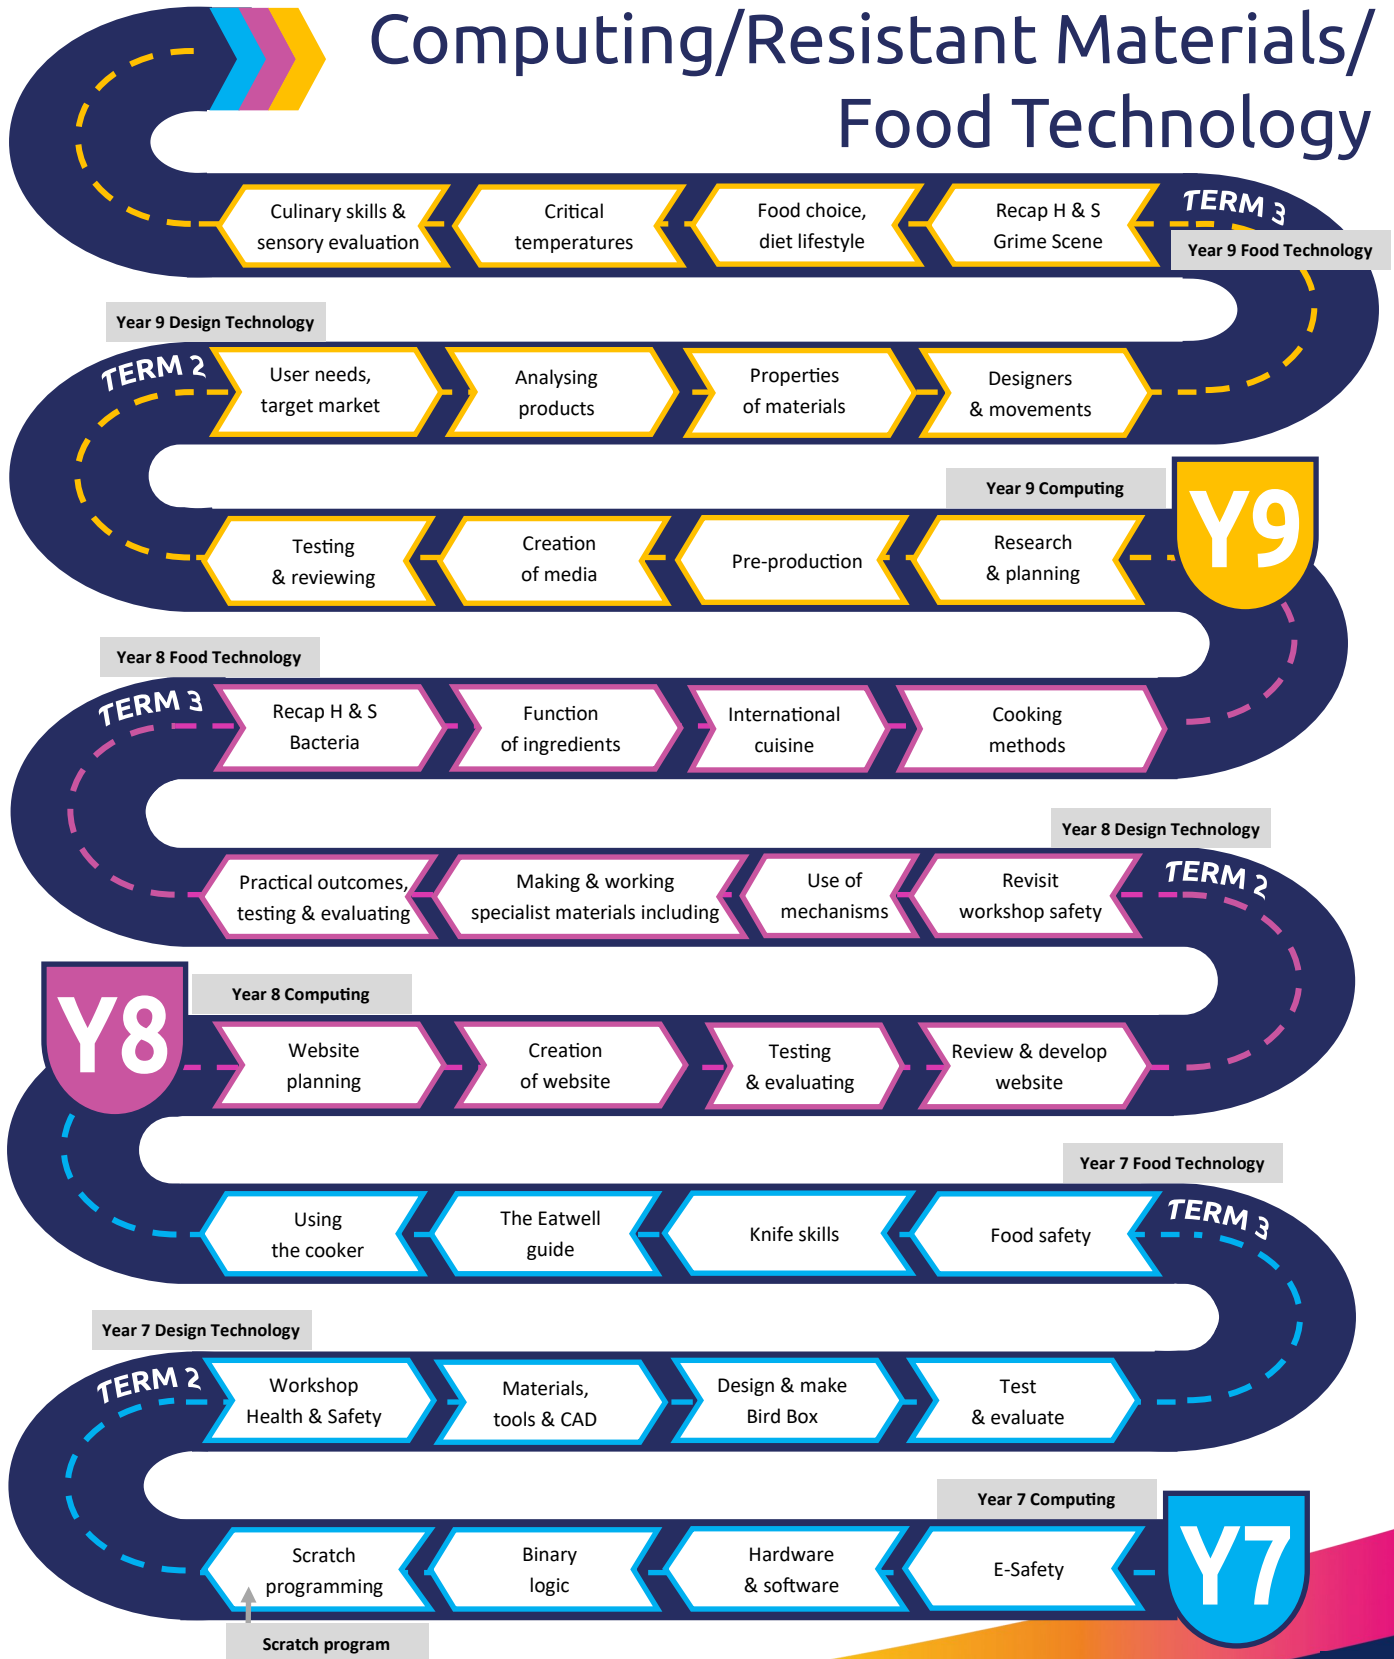 Computing/Resistant Materials/
Food Technology
Culinary skills &
sensory evaluation
Critical
temperatures
Food choice,
diet lifestyle
Recap H & S
Grime Scene
TERM 3
Year 9 Food Technology
Year 9 Design Technology
TERM 2
User needs,
target market
Analysing
products
Properties
of materials
Designers
& movements
Year 9 Computing
Y9
Testing
& reviewing
Creation
of media
Pre-production
Research
& planning
Year 8 Food Technology
TERM 3
Recap H & S
Bacteria
Function
of ingredients
International
cuisine
Cooking
methods
Year 8 Design Technology
TERM 2
Practical outcomes,
testing & evaluating
Making & working
specialist materials including
Use of
mechanisms
Revisit
workshop safety
Y8
Year 8 Computing
Website
planning
Creation
of website
Testing
& evaluating
Review & develop
website
Year 7 Food Technology
TERM 3
Using
the cooker
The Eatwell
guide
Knife skills
Food safety
Year 7 Design Technology
TERM 2
Workshop
Health & Safety
Materials,
tools & CAD
Design & make
Bird Box
Test
& evaluate
Year 7 Computing
Y7
Scratch
programming
Binary
logic
Hardware
& software
E-Safety
Scratch program